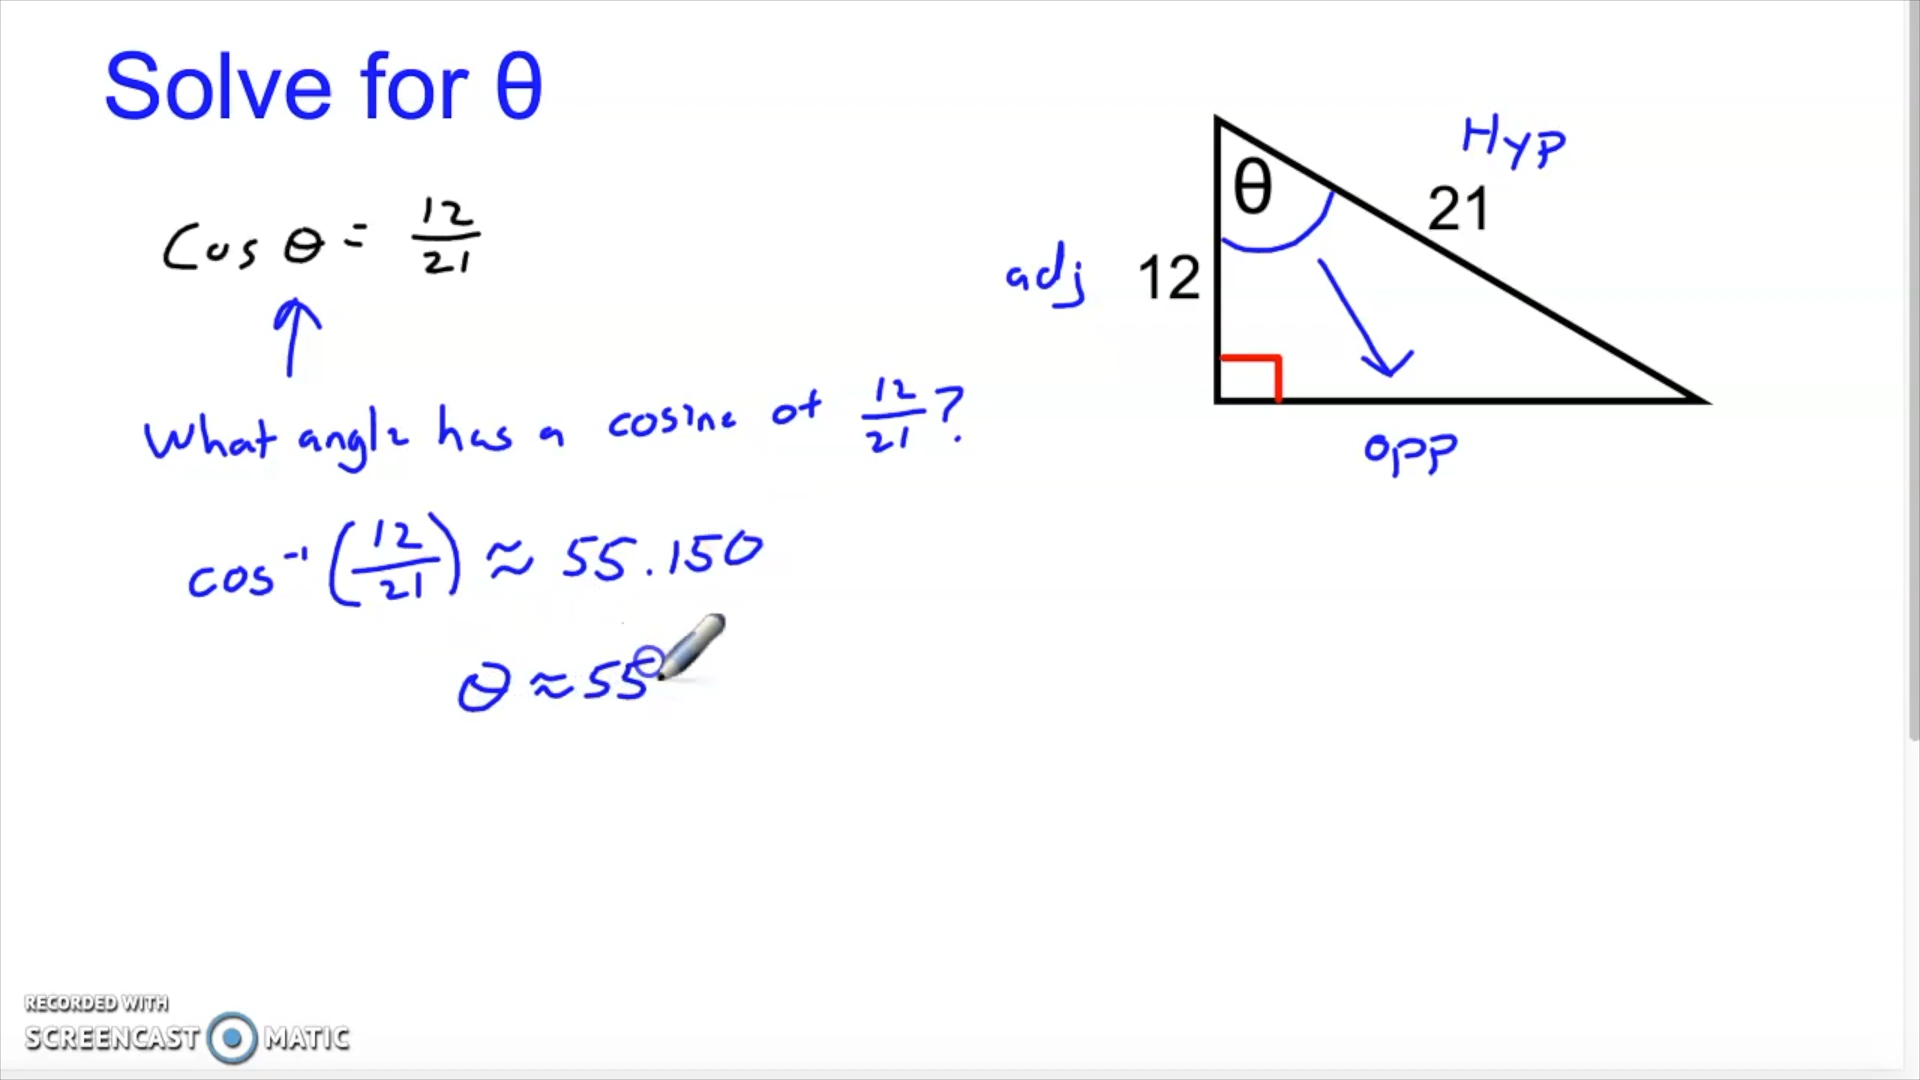 Solve for θ
Cos θ = 12/21
What angle has a cosine of 12/21?
cos⁻¹(12/21) ≈ 55.150
θ ≈ 55°
Hyp
21
θ
adj 12
opp
RECORDED WITH
SCREENCAST MATIC